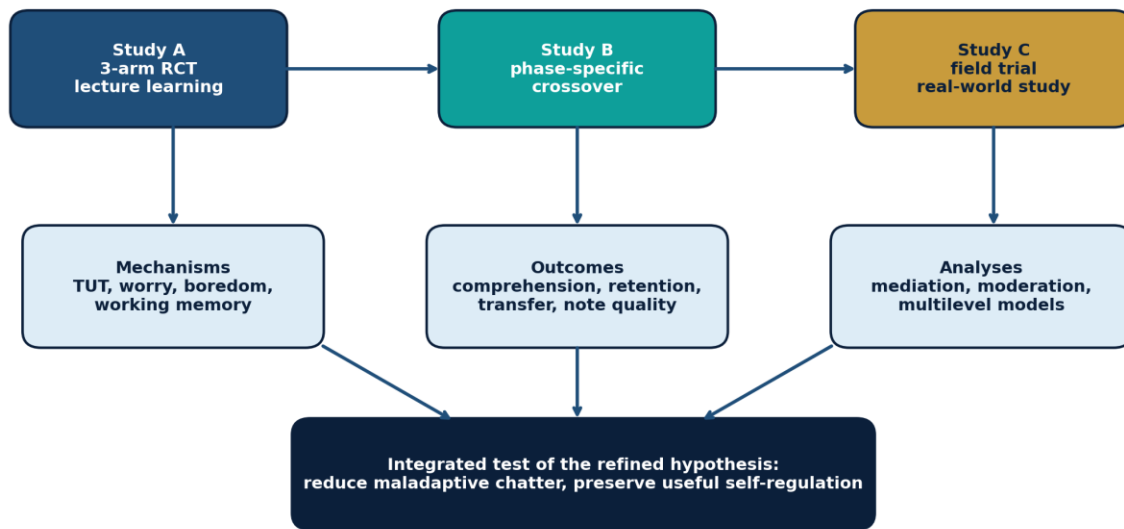 Study A
3-arm RCT
lecture learning
Study B
phase-specific
crossover
Study C
field trial
real-world study
Mechanisms
TUT, worry, boredom,
working memory
Outcomes
comprehension, retention,
transfer, note quality
Analyses
mediation, moderation,
multilevel models
Integrated test of the refined hypothesis:
reduce maladaptive chatter, preserve useful self-regulation